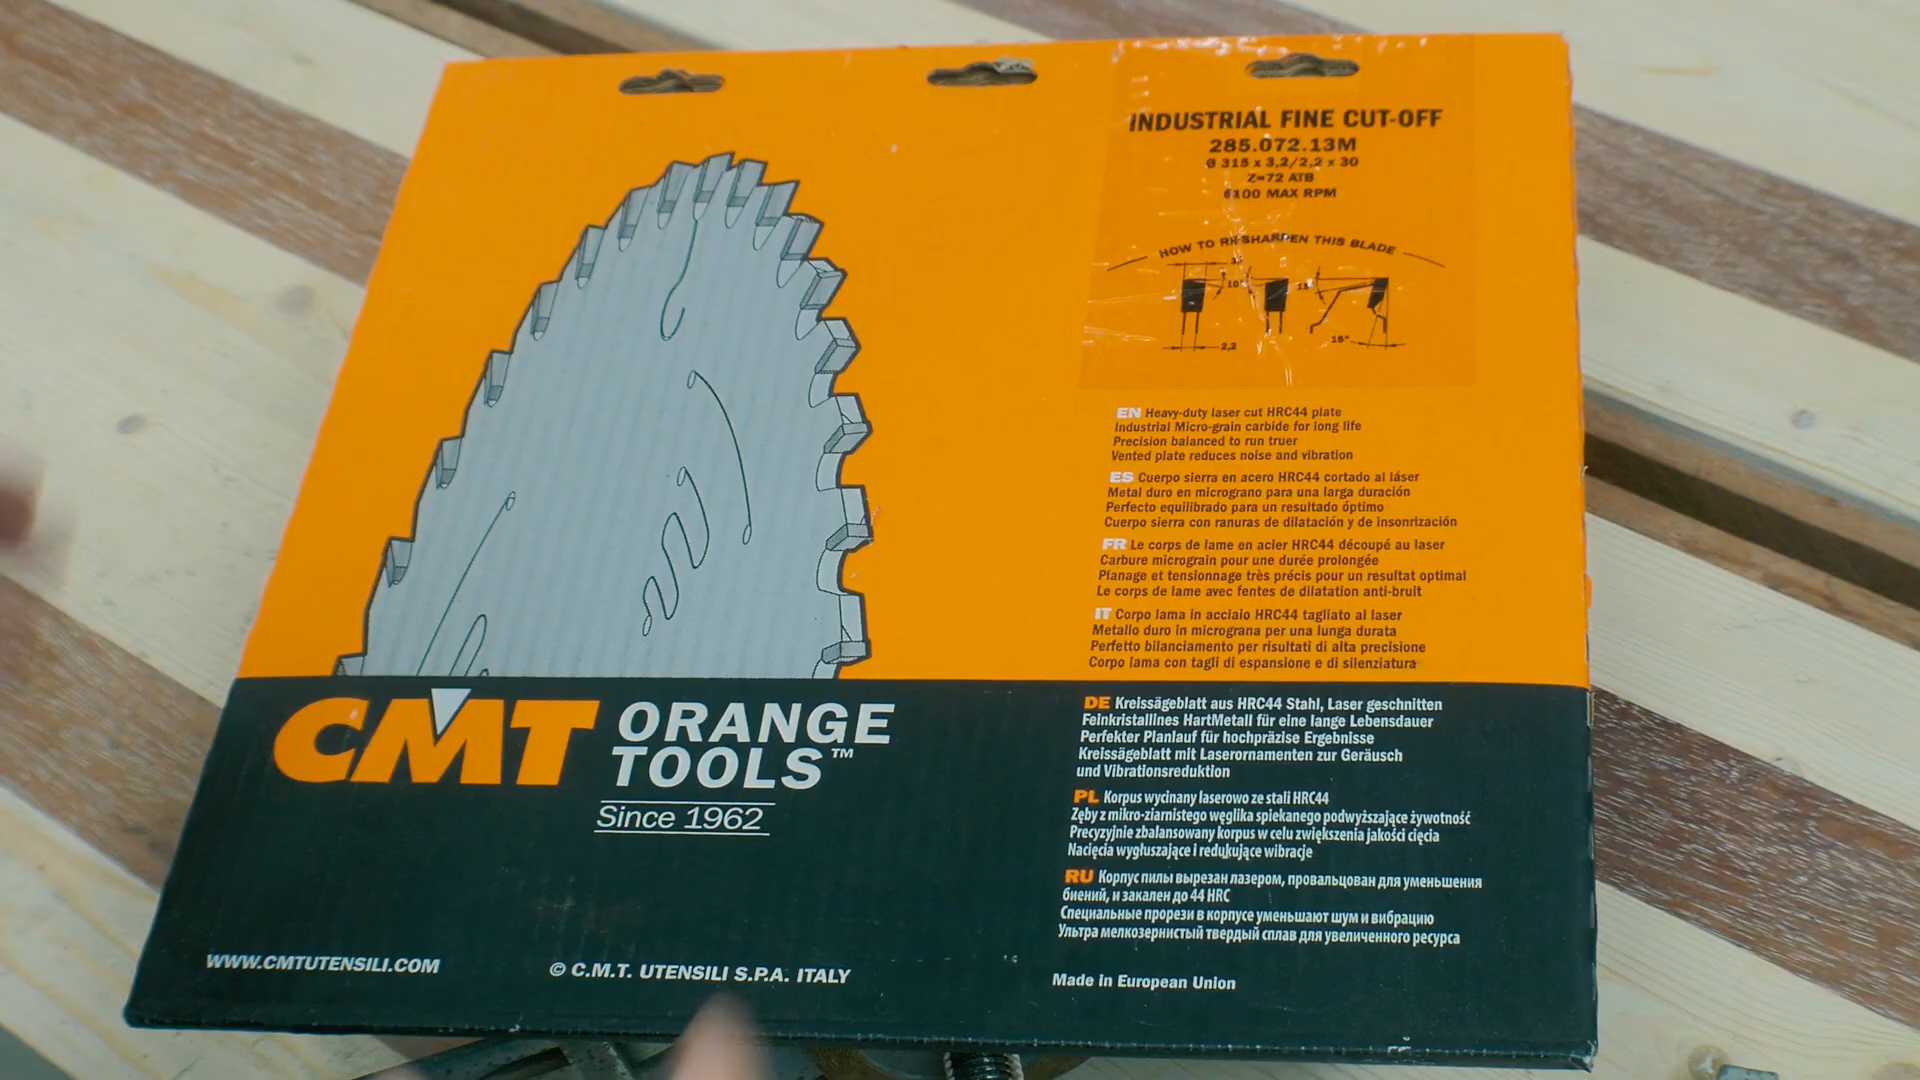 INDUSTRIAL FINE CUT-OFF
285.072.13M
Ø 315 x 3,2/2,2 x 30
Z=72 ATB
6100 MAX RPM
HOW TO RESHARPEN THIS BLADE
10°
2,2
15°
EN Heavy-duty laser cut HRC44 plate
Industrial Micro-grain carbide for long life
Precision balanced to run truer
Vented plate reduces noise and vibration
ES Cuerpo sierra en acero HRC44 cortado al láser
Metal duro en micrograno para una larga duración
Perfecto equilibrado para un resultado óptimo
Cuerpo sierra con ranuras de dilatación y de insonrización
FR Le corps de lame en acier HRC44 découpé au laser
Carbure micrograin pour une durée prolongée
Planage et tensionnage très précis pour un resultat optimal
Le corps de lame avec fentes de dilatation anti-bruit
IT Corpo lama in acciaio HRC44 tagliato al laser
Metallo duro in micrograna per una lunga durata
Perfetto bilanciamento per risultati di alta precisione
Corpo lama con tagli di espansione e di silenziatura
DE Kreissägeblatt aus HRC44 Stahl, Laser geschnitten
Feinkristallines HartMetall für eine lange Lebensdauer
Perfekter Planlauf für hochpräzise Ergebnisse
Kreissägeblatt mit Laserornamenten zur Geräusch
und Vibrationsreduktion
PL Korpus wycinany laserowo ze stali HRC44
Zęby z mikro-ziarnistego węglika spiekanego podwyższające żywotność
Precyzyjnie zbalansowany korpus w celu zwiększenia jakości cięcia
Nacięcia wygłuszające i redukujące wibracje
RU Корпус пилы вырезан лазером, провальцован для уменьшения
биений, и закален до 44 HRC
Специальные прорези в корпусе уменьшают шум и вибрацию
Ультра мелкозернистый твердый сплав для увеличенного ресурса
CMT ORANGE
TOOLS™
Since 1962
WWW.CMTUTENSILI.COM
© C.M.T. UTENSILI S.P.A. ITALY
Made in European Union